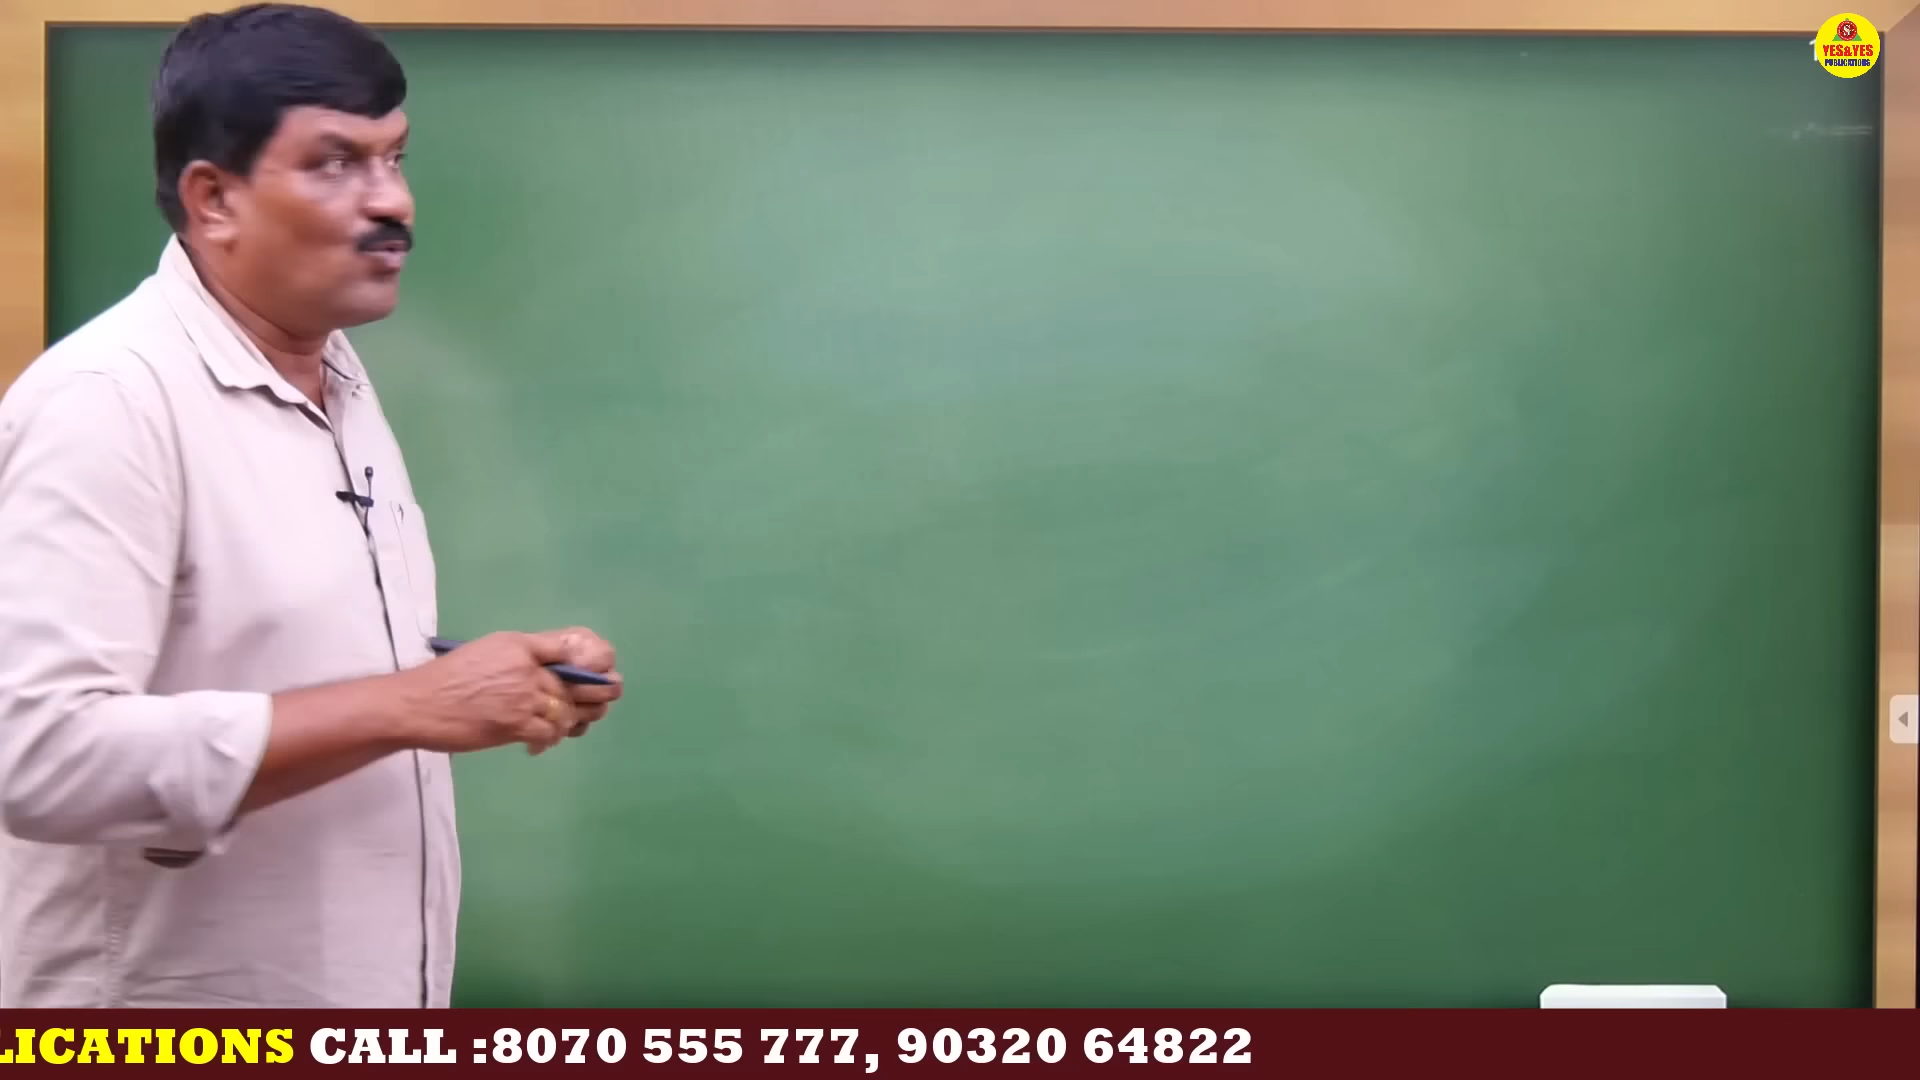 YES&YES
PUBLICATIONS
LICATIONS CALL :8070 555 777, 90320 64822